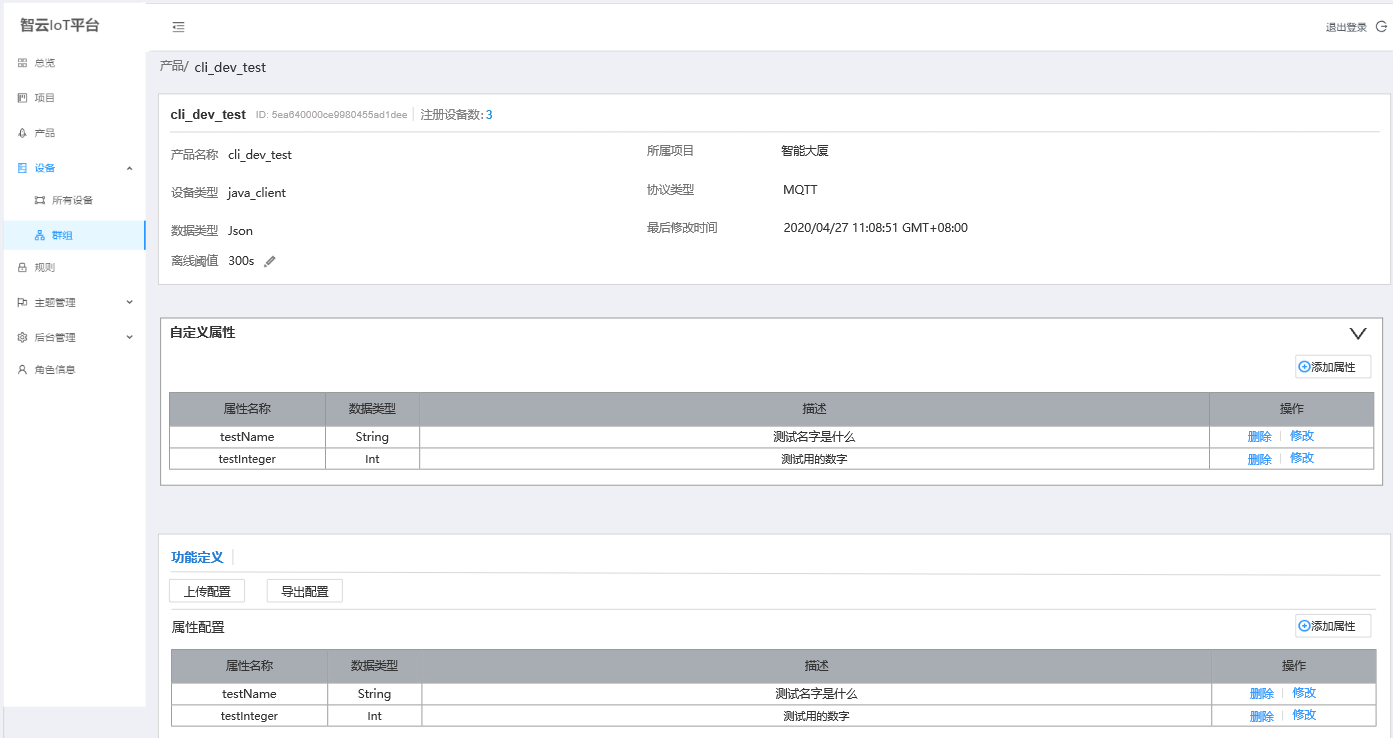 智云IoT平台
退出登录
总览
项目
产品
设备
所有设备
群组
规则
主题管理
后台管理
角色信息
产品/ cli_dev_test
cli_dev_test ID: 5ea640000ce9980455ad1dee 注册设备数: 3
产品名称 cli_dev_test 所属项目 智能大厦
设备类型 java_client 协议类型 MQTT
数据类型 Json 最后修改时间 2020/04/27 11:08:51 GMT+08:00
离线阈值 300s
自定义属性
添加属性
属性名称 数据类型 描述 操作
testName String 测试名字是什么 删除 修改
testInteger Int 测试用的数字 删除 修改
功能定义
上传配置 导出配置
属性配置 添加属性
属性名称 数据类型 描述 操作
testName String 测试名字是什么 删除 修改
testInteger Int 测试用的数字 删除 修改